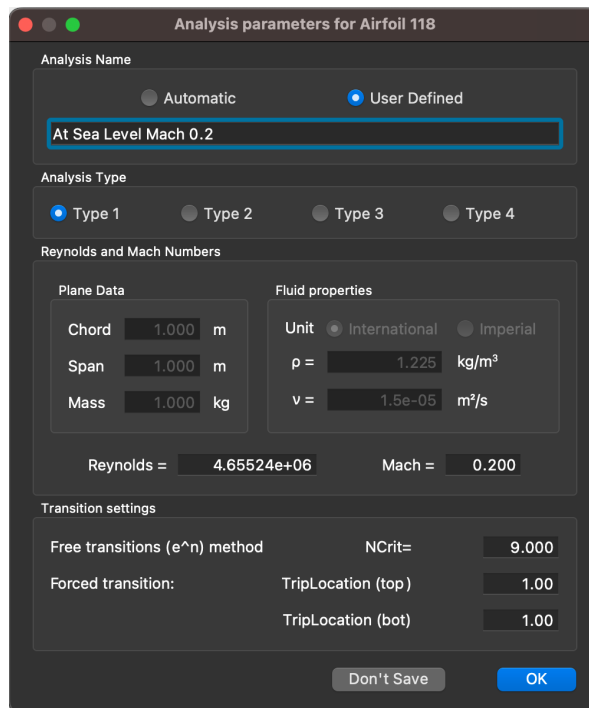 Analysis parameters for Airfoil 118
Analysis Name
Automatic User Defined
At Sea Level Mach 0.2
Analysis Type
Type 1 Type 2 Type 3 Type 4
Reynolds and Mach Numbers
Plane Data
Chord 1.000 m
Span 1.000 m
Mass 1.000 kg
Fluid properties
Unit International Imperial
ρ = 1.225 kg/m³
ν = 1.5e-05 m²/s
Reynolds = 4.65524e+06 Mach = 0.200
Transition settings
Free transitions (e^n) method NCrit= 9.000
Forced transition: TripLocation (top) 1.00
TripLocation (bot) 1.00
Don't Save OK